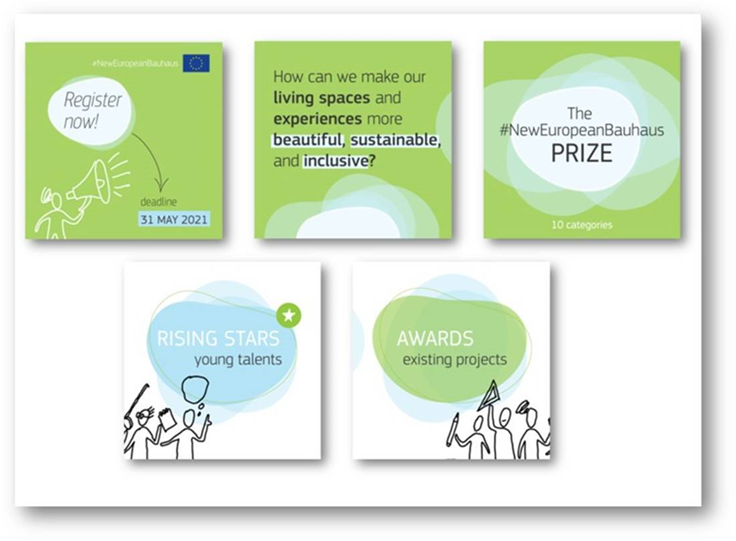 #NewEuropeanBauhaus
Register
now!
deadline
31 MAY 2021
How can we make our
living spaces and
experiences more
beautiful, sustainable,
and inclusive?
The
#NewEuropeanBauhaus
PRIZE
10 categories
RISING STARS
young talents
AWARDS
existing projects